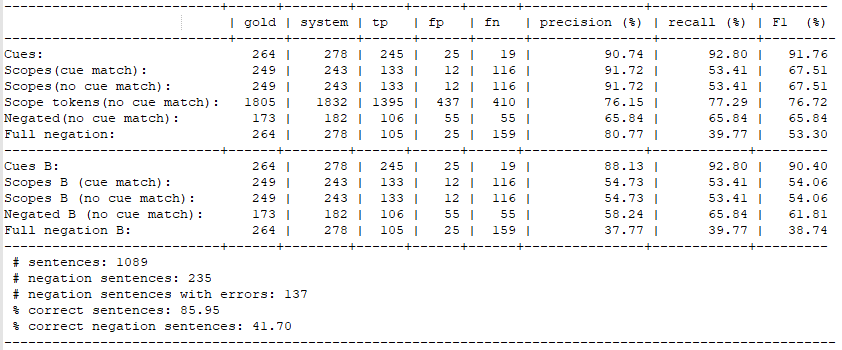 ---------------------------+------+--------+------+------+------+---------------+------------+---------
| gold | system | tp | fp | fn | precision (%) | recall (%) | F1 (%)
---------------------------+------+--------+------+------+------+---------------+------------+---------
Cues: 264 | 278 | 245 | 25 | 19 | 90.74 | 92.80 | 91.76
Scopes(cue match): 249 | 243 | 133 | 12 | 116 | 91.72 | 53.41 | 67.51
Scopes(no cue match): 249 | 243 | 133 | 12 | 116 | 91.72 | 53.41 | 67.51
Scope tokens(no cue match): 1805 | 1832 | 1395 | 437 | 410 | 76.15 | 77.29 | 76.72
Negated(no cue match): 173 | 182 | 106 | 55 | 55 | 65.84 | 65.84 | 65.84
Full negation: 264 | 278 | 105 | 25 | 159 | 80.77 | 39.77 | 53.30
---------------------------+------+--------+------+------+------+---------------+------------+---------
Cues B: 264 | 278 | 245 | 25 | 19 | 88.13 | 92.80 | 90.40
Scopes B (cue match): 249 | 243 | 133 | 12 | 116 | 54.73 | 53.41 | 54.06
Scopes B (no cue match): 249 | 243 | 133 | 12 | 116 | 54.73 | 53.41 | 54.06
Negated B (no cue match): 173 | 182 | 106 | 55 | 55 | 58.24 | 65.84 | 61.81
Full negation B: 264 | 278 | 105 | 25 | 159 | 37.77 | 39.77 | 38.74
---------------------------+------+--------+------+------+------+---------------+------------+---------
# sentences: 1089
# negation sentences: 235
# negation sentences with errors: 137
% correct sentences: 85.95
% correct negation sentences: 41.70
---------------------------------------------------------------------------------------------------------